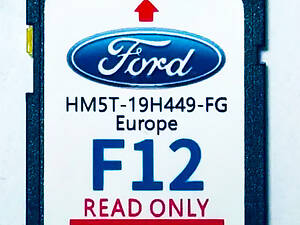 Ford
HM5T-19H449-FG
Europe
F12
READ ONLY